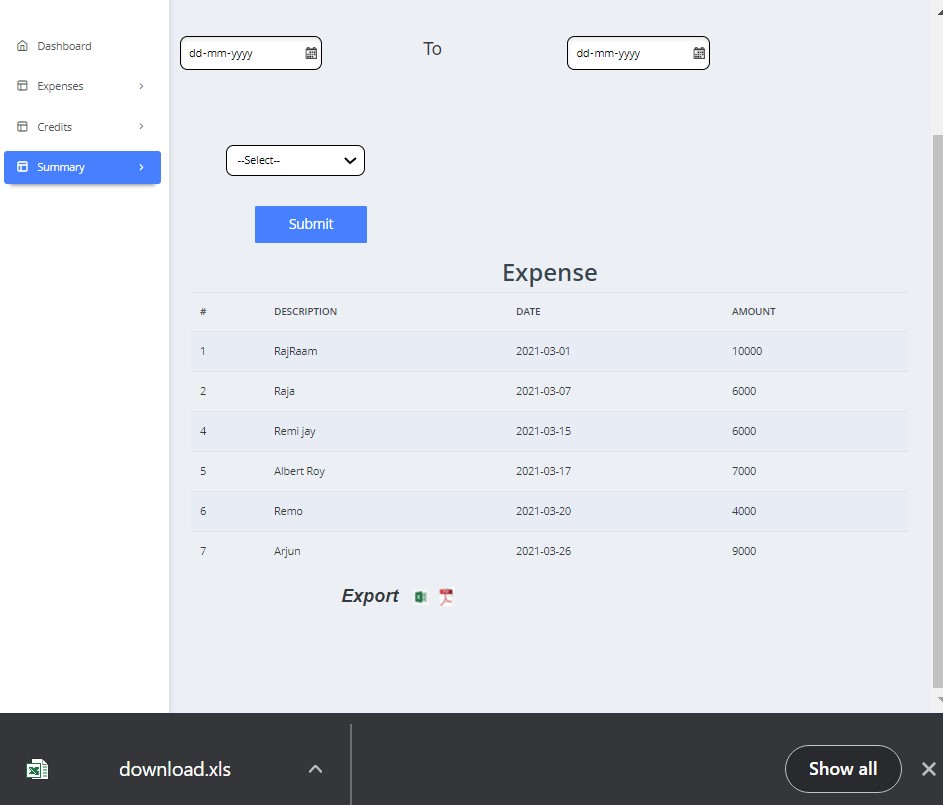 Dashboard
Expenses
Credits
Summary
dd-mm-yyyy To dd-mm-yyyy
--Select--
Submit
Expense
# DESCRIPTION DATE AMOUNT
1 RajRaam 2021-03-01 10000
2 Raja 2021-03-07 6000
4 Remi jay 2021-03-15 6000
5 Albert Roy 2021-03-17 7000
6 Remo 2021-03-20 4000
7 Arjun 2021-03-26 9000
Export
download.xls Show all